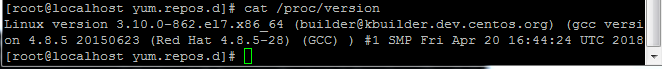 [root@localhost yum.repos.d]# cat /proc/version
Linux version 3.10.0-862.el7.x86_64 (builder@kbuilder.dev.centos.org) (gcc versi
on 4.8.5 20150623 (Red Hat 4.8.5-28) (GCC) ) #1 SMP Fri Apr 20 16:44:24 UTC 2018
[root@localhost yum.repos.d]#